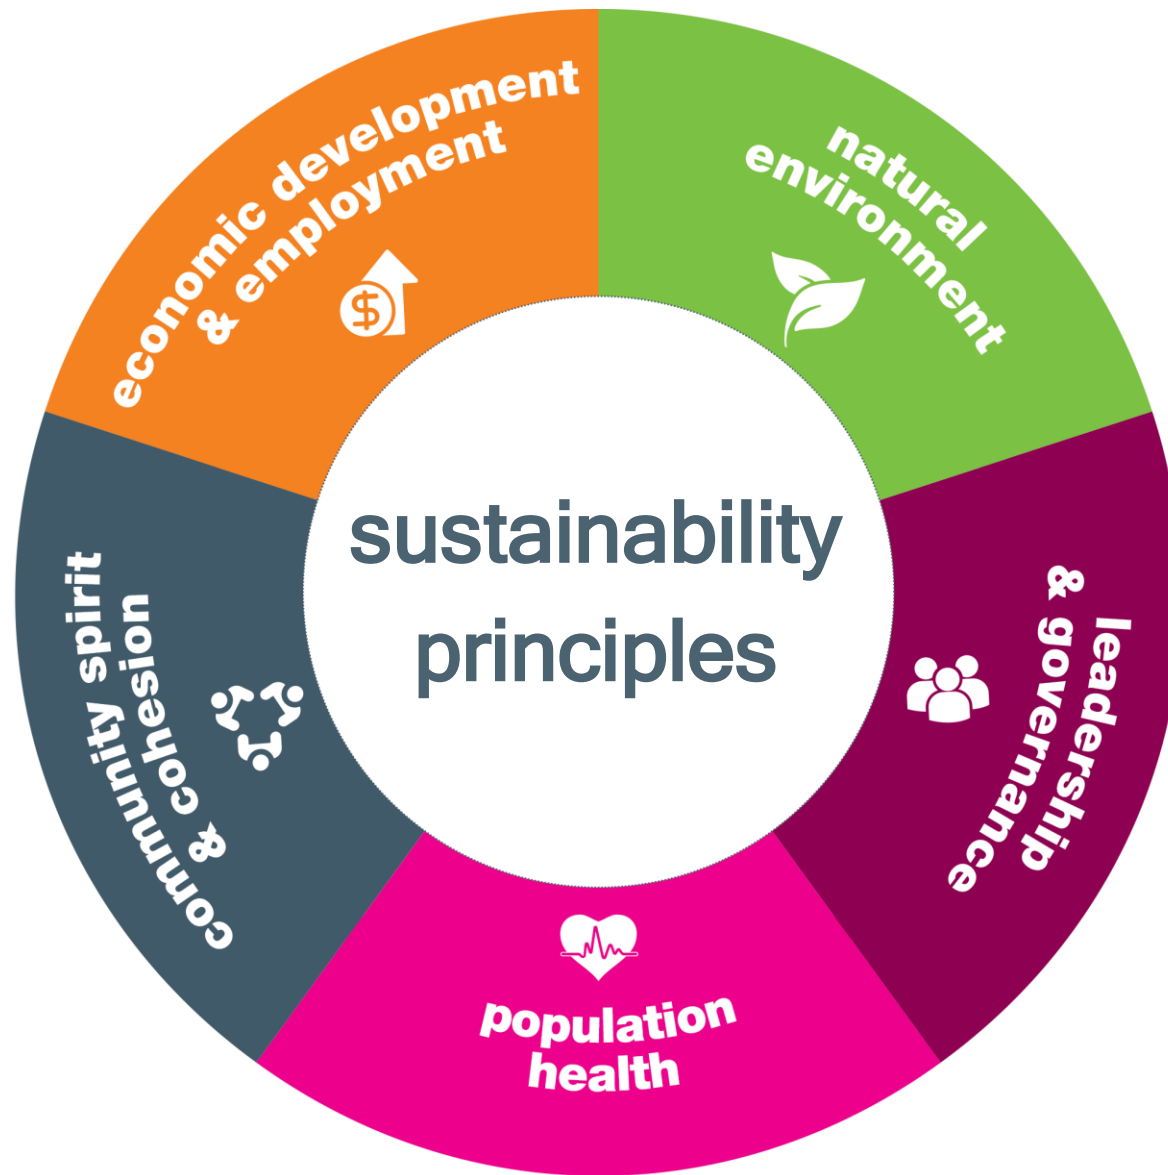 economic development
& employment
natural
environment
sustainability
principles
community spirit
& cohesion
leadership
& governance
population
health
$